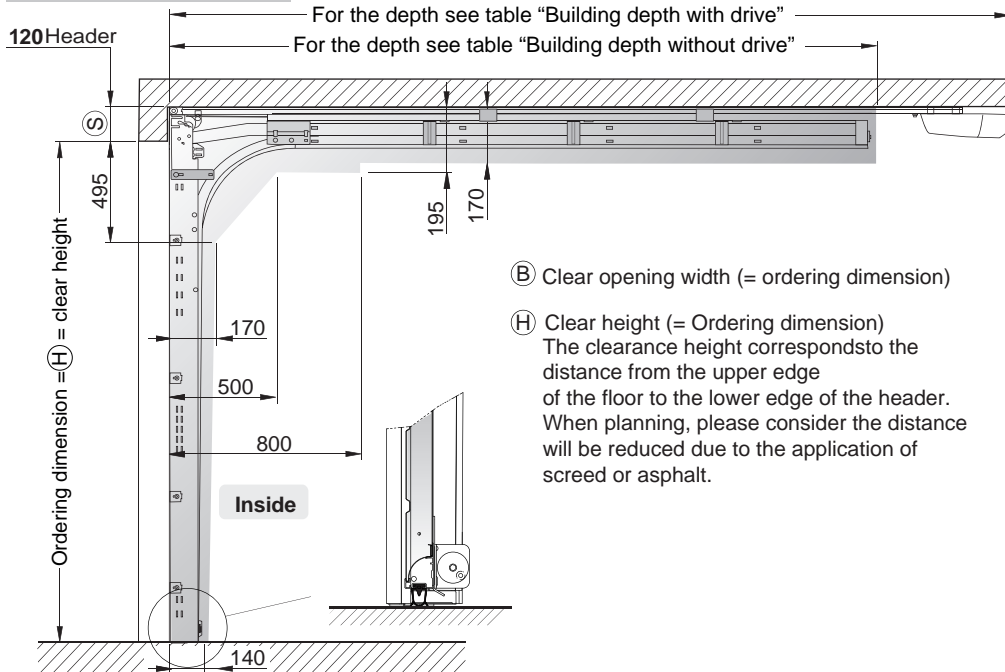 For the depth see table “Building depth with drive”
120 Header
For the depth see table “Building depth without drive”
S
495
195
170
Ordering dimension =H = clear height
B Clear opening width (= ordering dimension)
170
H Clear height (= Ordering dimension)
The clearance height correspondsto the
distance from the upper edge
of the floor to the lower edge of the header.
When planning, please consider the distance
will be reduced due to the application of
screed or asphalt.
500
800
Inside
140